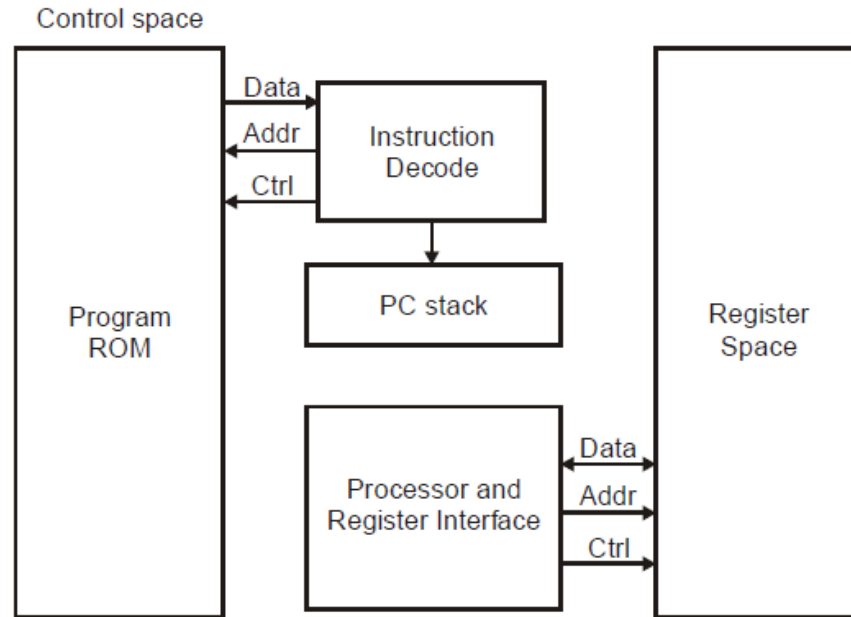 Control space
Data
Addr
Ctrl
Instruction
Decode
PC stack
Program
ROM
Register
Space
Processor and
Register Interface
Data
Addr
Ctrl